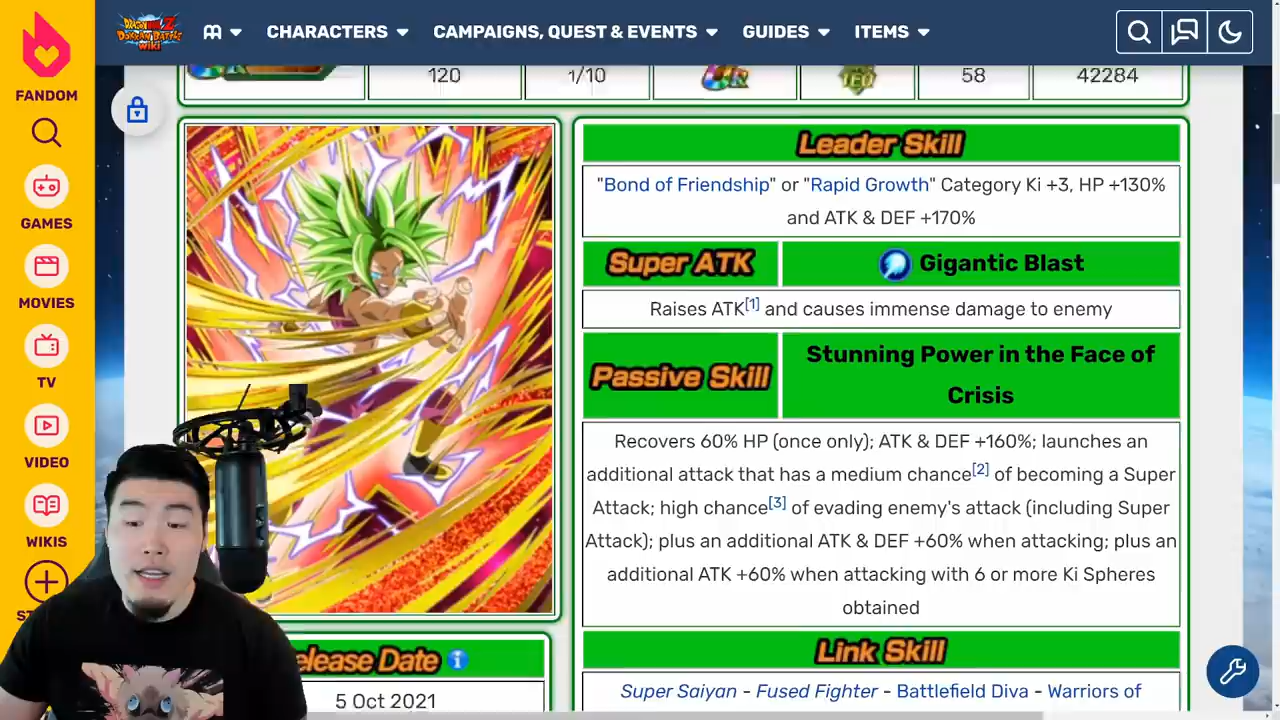 FANDOM
GAMES
MOVIES
TV
VIDEO
WIKIS
DRAGON BALL Z
DOKKAN BATTLE
WIKI
CHARACTERS
CAMPAIGNS, QUEST & EVENTS
GUIDES
ITEMS
120
1/10
58
42284
Leader Skill
"Bond of Friendship" or "Rapid Growth" Category Ki +3, HP +130%
and ATK & DEF +170%
Super ATK
Gigantic Blast
Raises ATK[1] and causes immense damage to enemy
Passive Skill
Stunning Power in the Face of
Crisis
Recovers 60% HP (once only); ATK & DEF +160%; launches an
additional attack that has a medium chance[2] of becoming a Super
Attack; high chance[3] of evading enemy's attack (including Super
Attack); plus an additional ATK & DEF +60% when attacking; plus an
additional ATK +60% when attacking with 6 or more Ki Spheres
obtained
Link Skill
Super Saiyan - Fused Fighter - Battlefield Diva - Warriors of
elease Date
5 Oct 2021